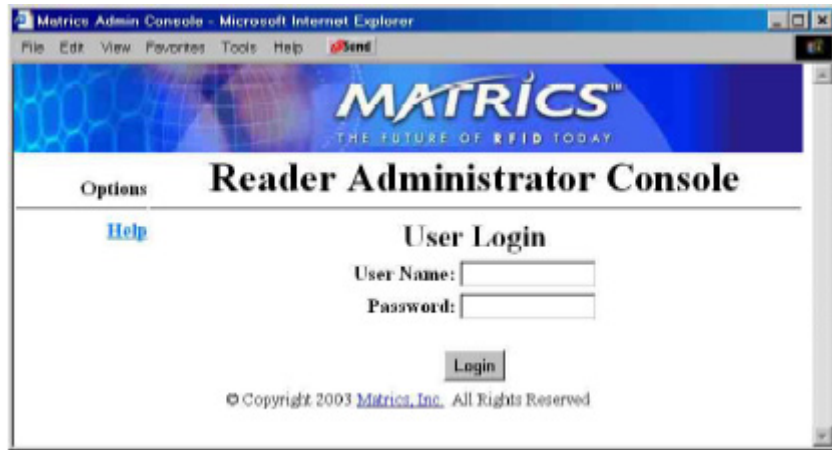 Matrics Admin Console - Microsoft Internet Explorer
File Edit View Favorites Tools Help Send
MATRICS™
THE FUTURE OF RFID TODAY
Options
Reader Administrator Console
Help
User Login
User Name:
Password:
Login
© Copyright 2003 Matrics, Inc. All Rights Reserved